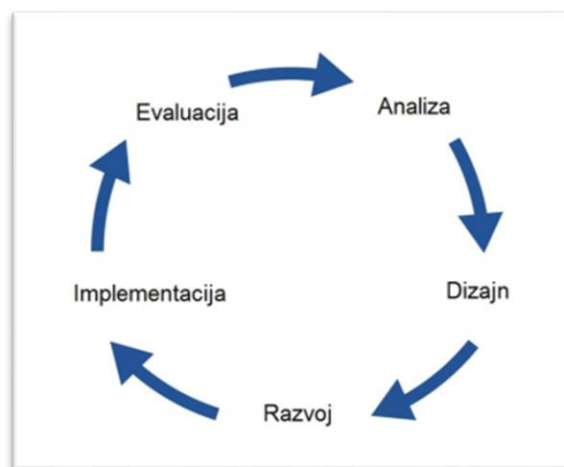 Evaluacija
Analiza
Implementacija
Dizajn
Razvoj